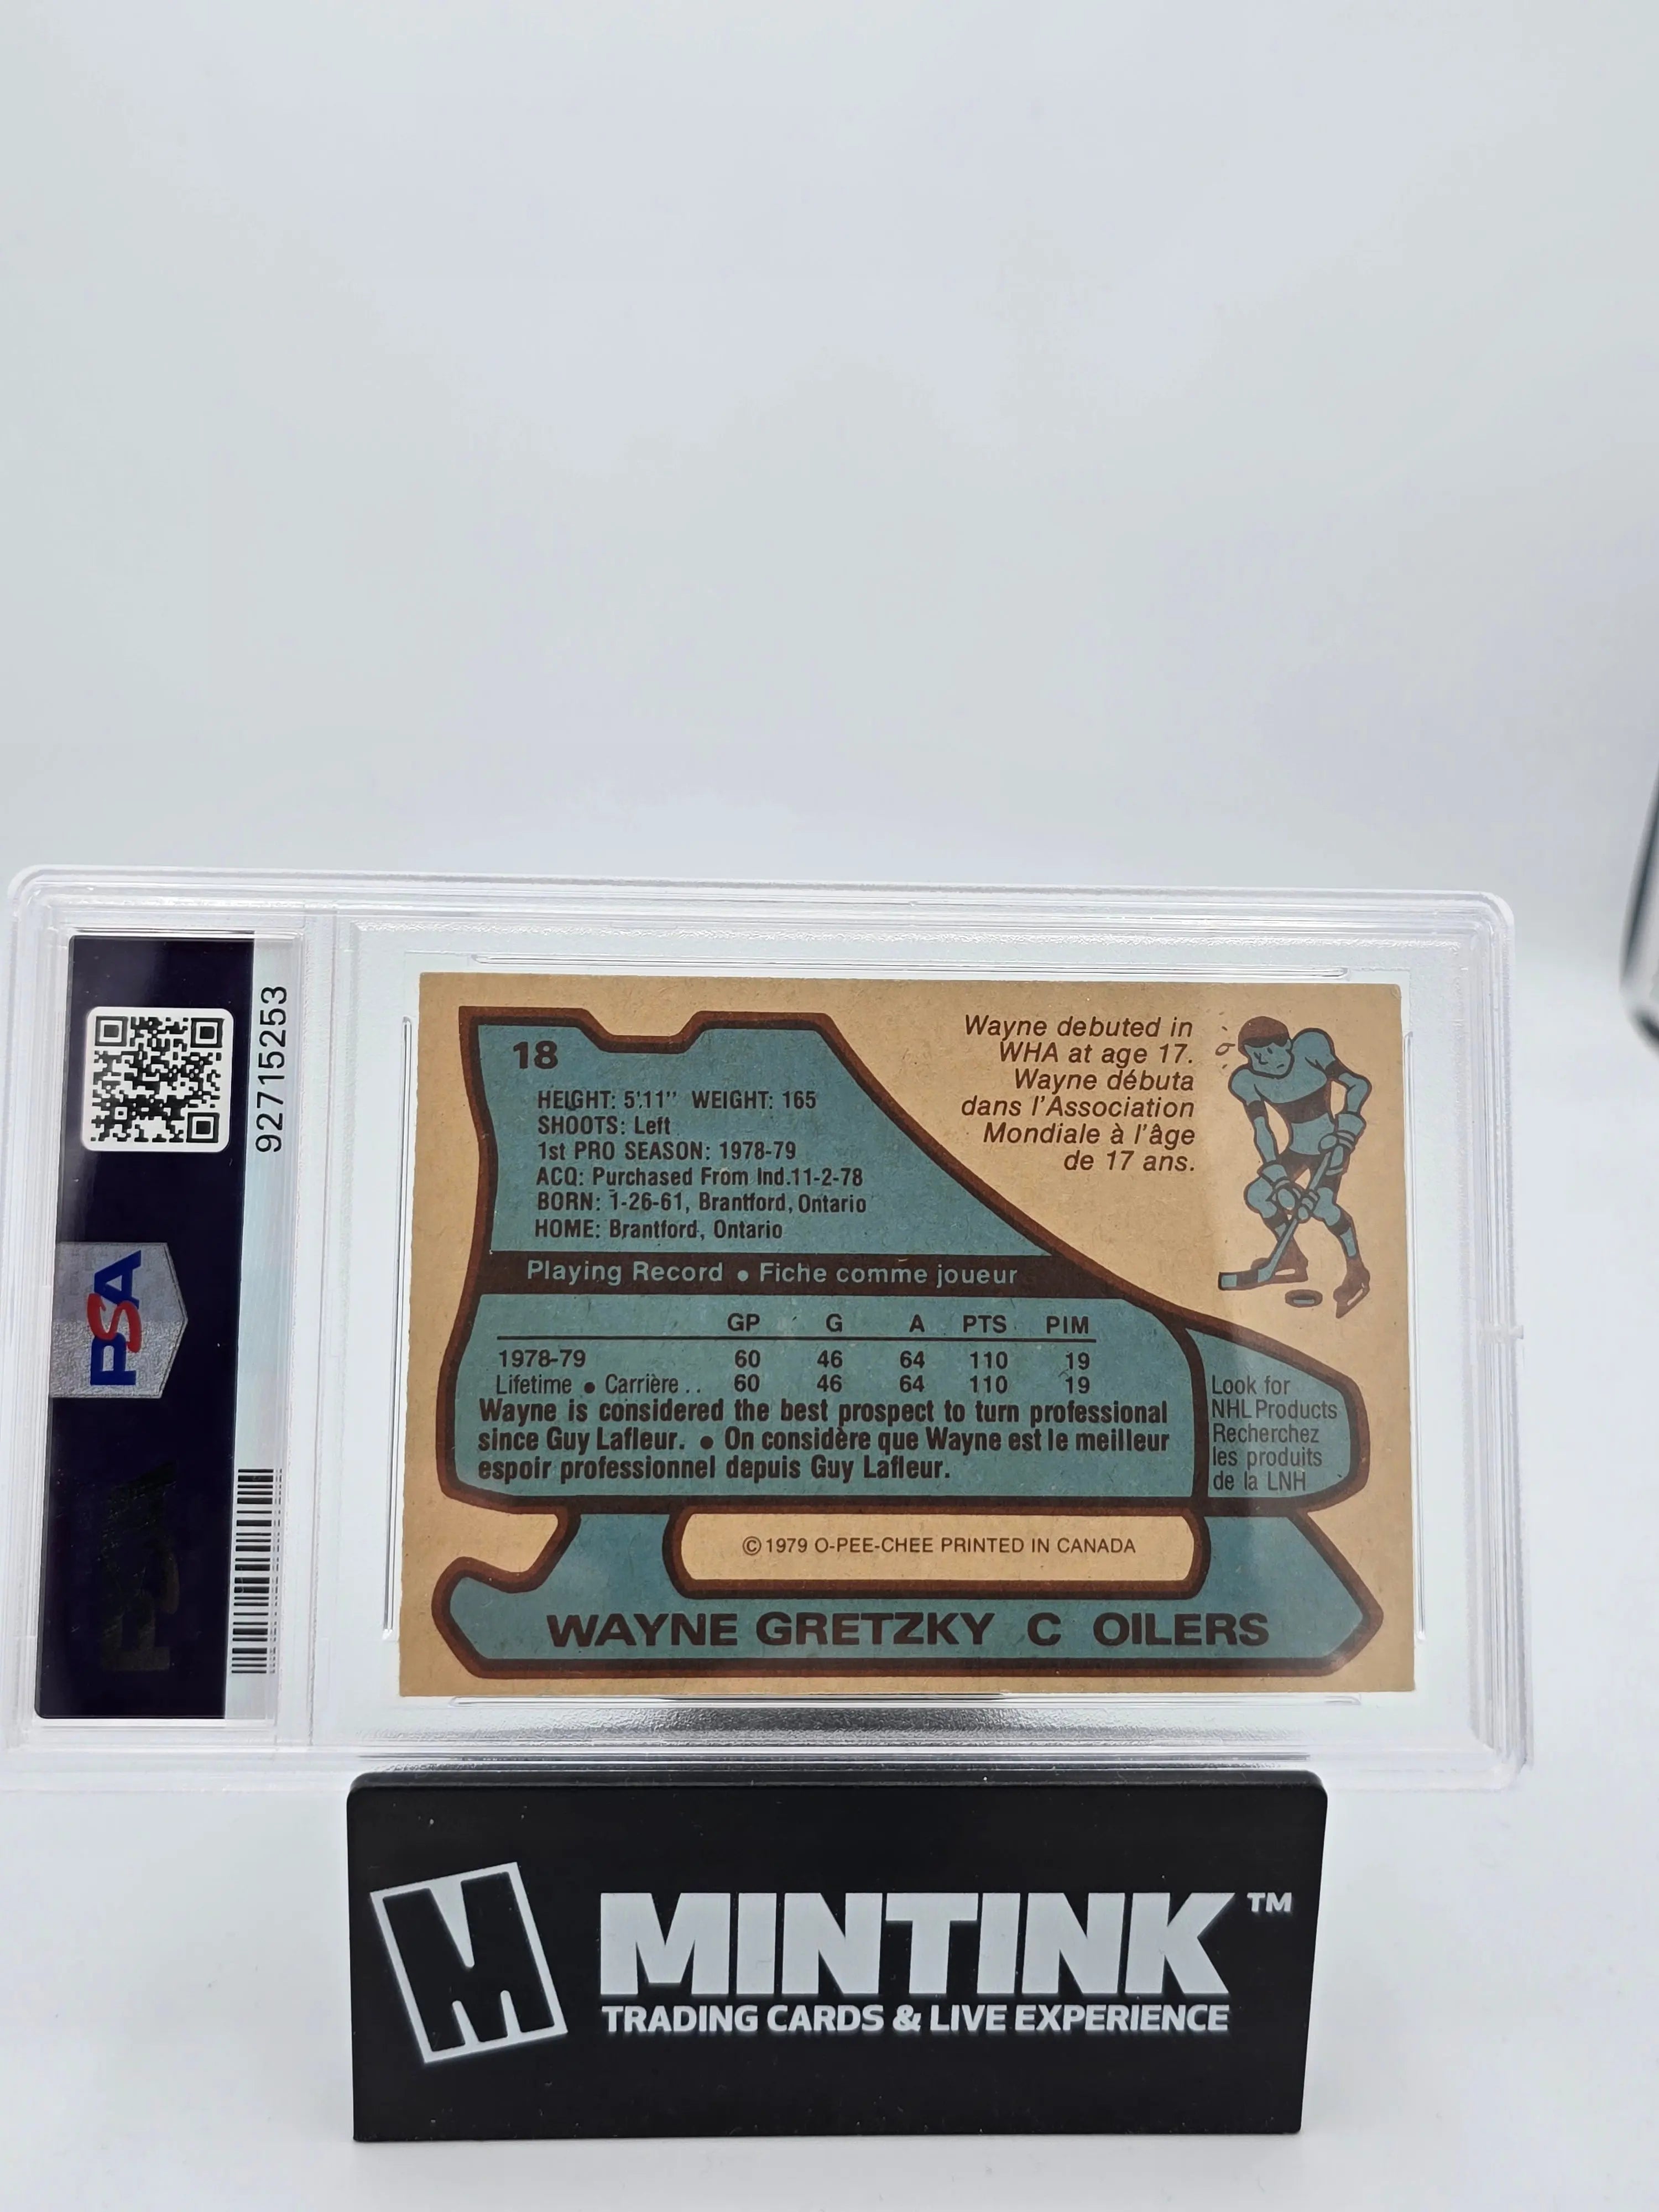 92715253
PSA
PSA
18
HEIGHT: 5'.11" WEIGHT: 165
SHOOTS: Left
1st PRO SEASON: 1978-79
ACQ: Purchased From Ind.11-2-78
BORN: 1-26-61, Brantford, Ontario
HOME: Brantford, Ontario
Wayne debuted in
WHA at age 17.
Wayne débuta
dans l'Association
Mondiale à l'âge
de 17 ans.
Playing Record • Fiche comme joueur
GP G A PTS PIM
1978-79 60 46 64 110 19
Lifetime • Carrière .. 60 46 64 110 19
Wayne is considered the best prospect to turn professional
since Guy Lafleur. • On considère que Wayne est le meilleur
espoir professionnel depuis Guy Lafleur.
Look for
NHL Products
Recherchez
les produits
de la LNH
© 1979 O-PEE-CHEE PRINTED IN CANADA
WAYNE GRETZKY C OILERS
M MINTINK™
TRADING CARDS & LIVE EXPERIENCE